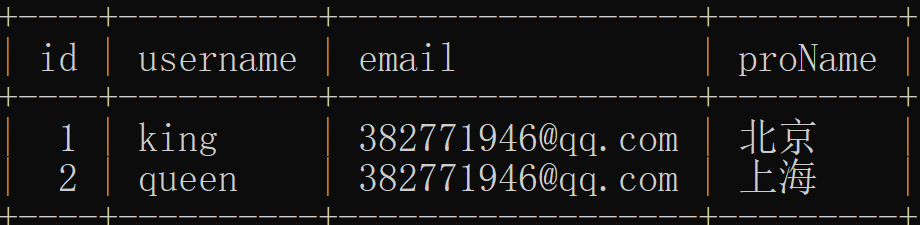 +-----+----------+------------------+---------+
| id | username | email | proName |
+-----+----------+------------------+---------+
| 1 | king | 382771946@qq.com | 北京 |
| 2 | queen | 382771946@qq.com | 上海 |
+-----+----------+------------------+---------+